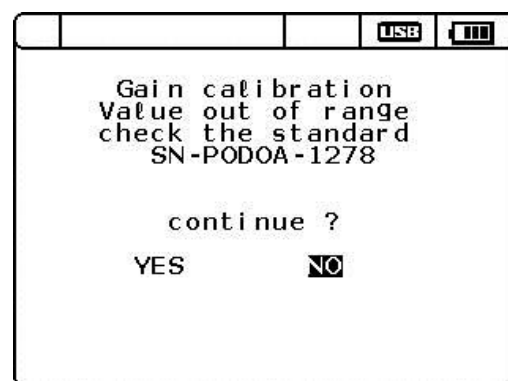 USB
Gain calibration
Value out of range
check the standard
SN-PODOA-1278
continue ?
YES NO